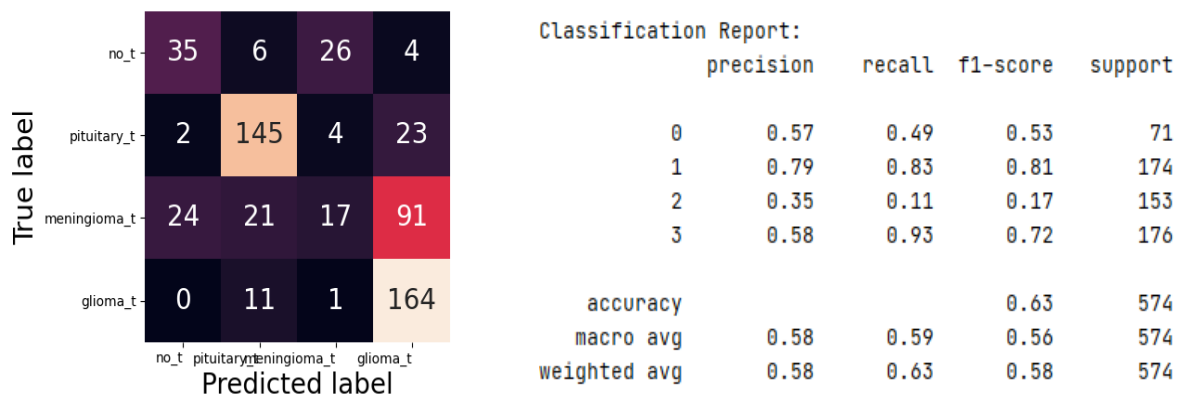 no_t 35 6 26 4
pituitary_t 2 145 4 23
meningioma_t 24 21 17 91
glioma_t 0 11 1 164
True label
no_t pituitary_t meningioma_t glioma_t
Predicted label
Classification Report:
precision recall f1-score support
0 0.57 0.49 0.53 71
1 0.79 0.83 0.81 174
2 0.35 0.11 0.17 153
3 0.58 0.93 0.72 176
accuracy 0.63 574
macro avg 0.58 0.59 0.56 574
weighted avg 0.58 0.63 0.58 574